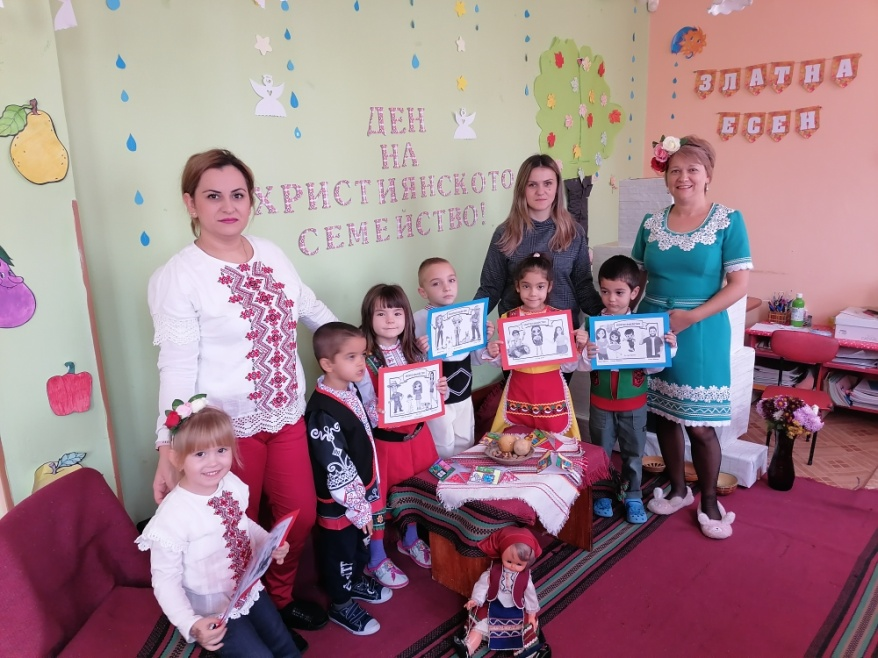 ДЕН
НА
ХРИСТИЯНСКОТО
СЕМЕЙСТВО!
ЗЛАТНА
ЕСЕН